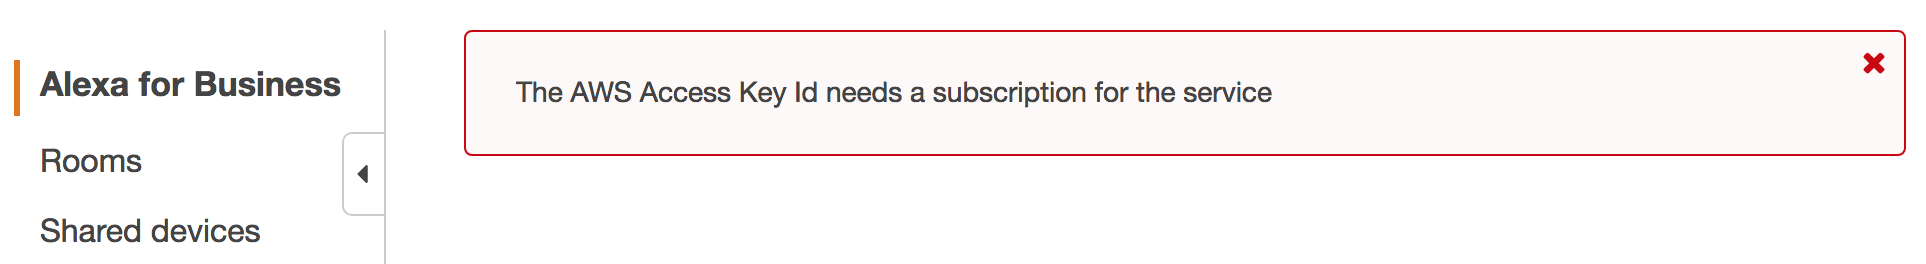 Alexa for Business
Rooms
Shared devices
The AWS Access Key Id needs a subscription for the service